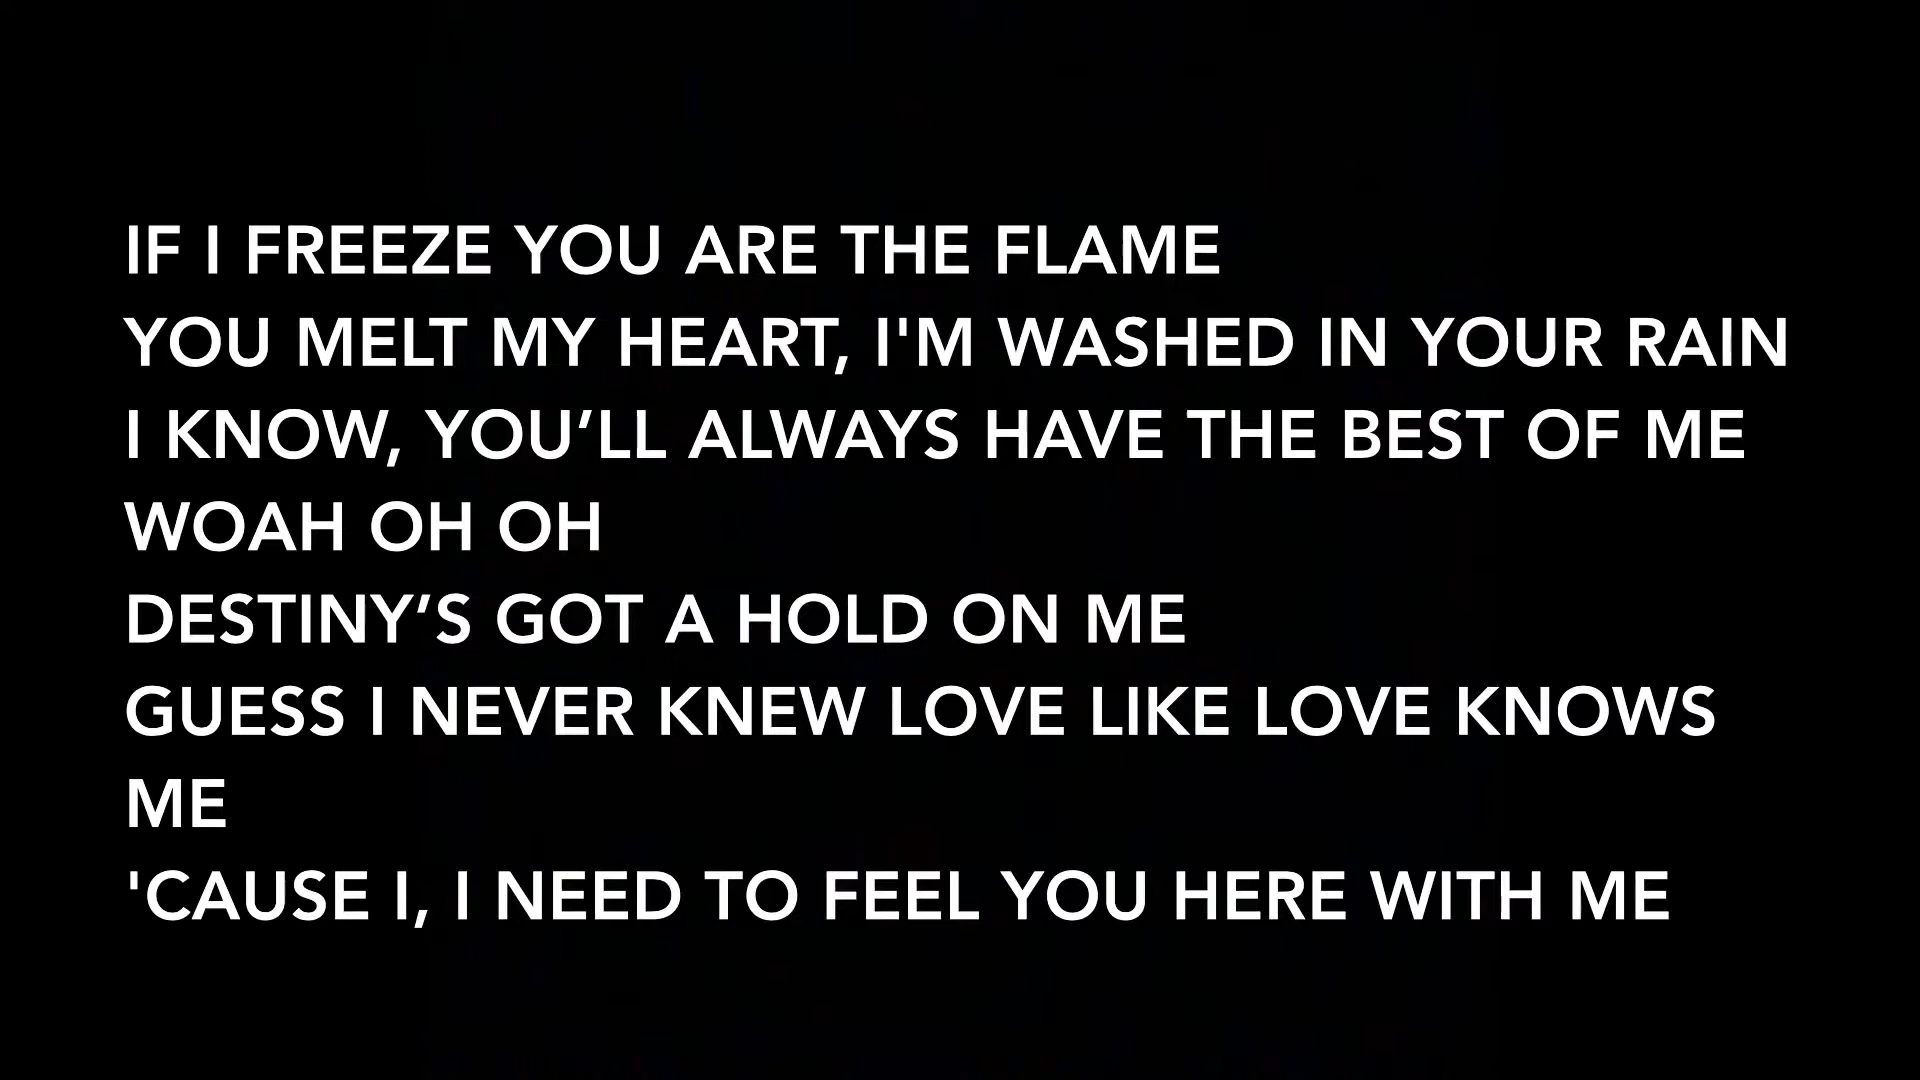 IF I FREEZE YOU ARE THE FLAME
YOU MELT MY HEART, I'M WASHED IN YOUR RAIN
I KNOW, YOU’LL ALWAYS HAVE THE BEST OF ME
WOAH OH OH
DESTINY’S GOT A HOLD ON ME
GUESS I NEVER KNEW LOVE LIKE LOVE KNOWS
ME
'CAUSE I, I NEED TO FEEL YOU HERE WITH ME